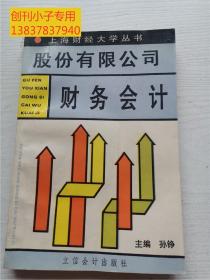 创刊小子专用
13837837940
上海财经大学丛书
股份有限公司
GU FEN
YOU XIAN
GONG SI
CAI WU
KUAI JI
财务会计
主编 孙铮
立信会计出版社